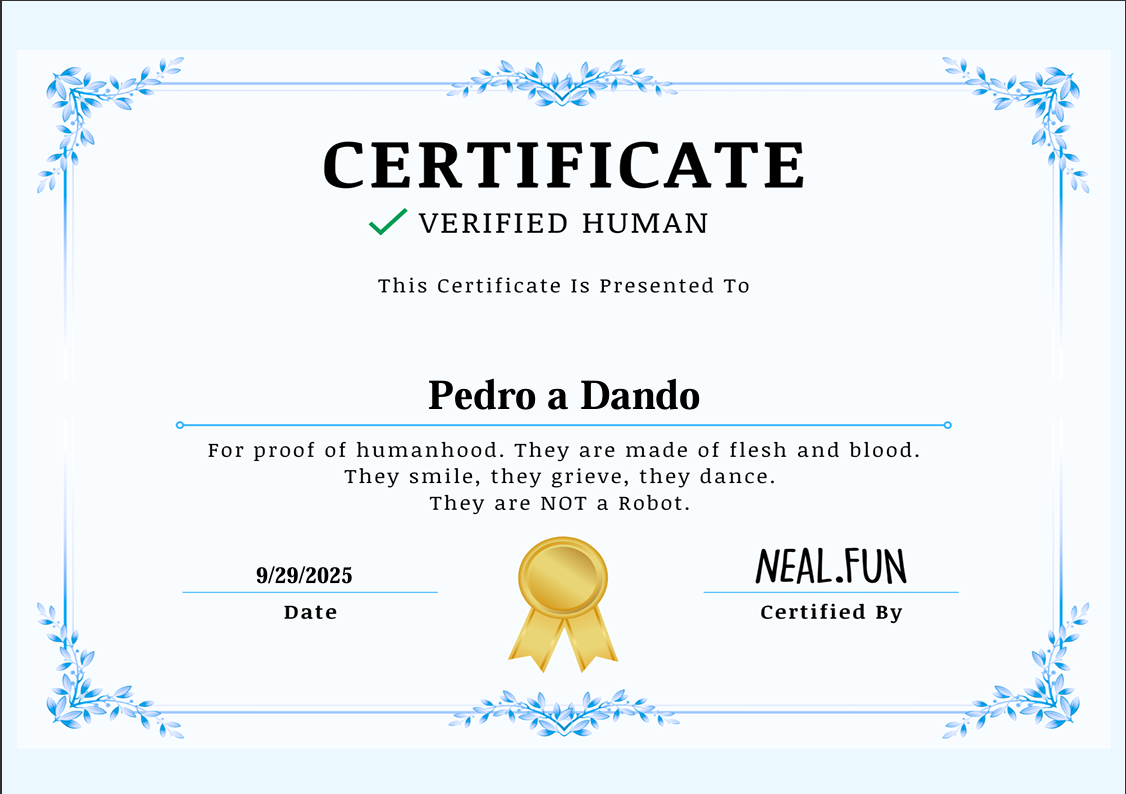 CERTIFICATE
VERIFIED HUMAN
This Certificate Is Presented To
Pedro a Dando
For proof of humanhood. They are made of flesh and blood.
They smile, they grieve, they dance.
They are NOT a Robot.
9/29/2025
Date
NEAL.FUN
Certified By